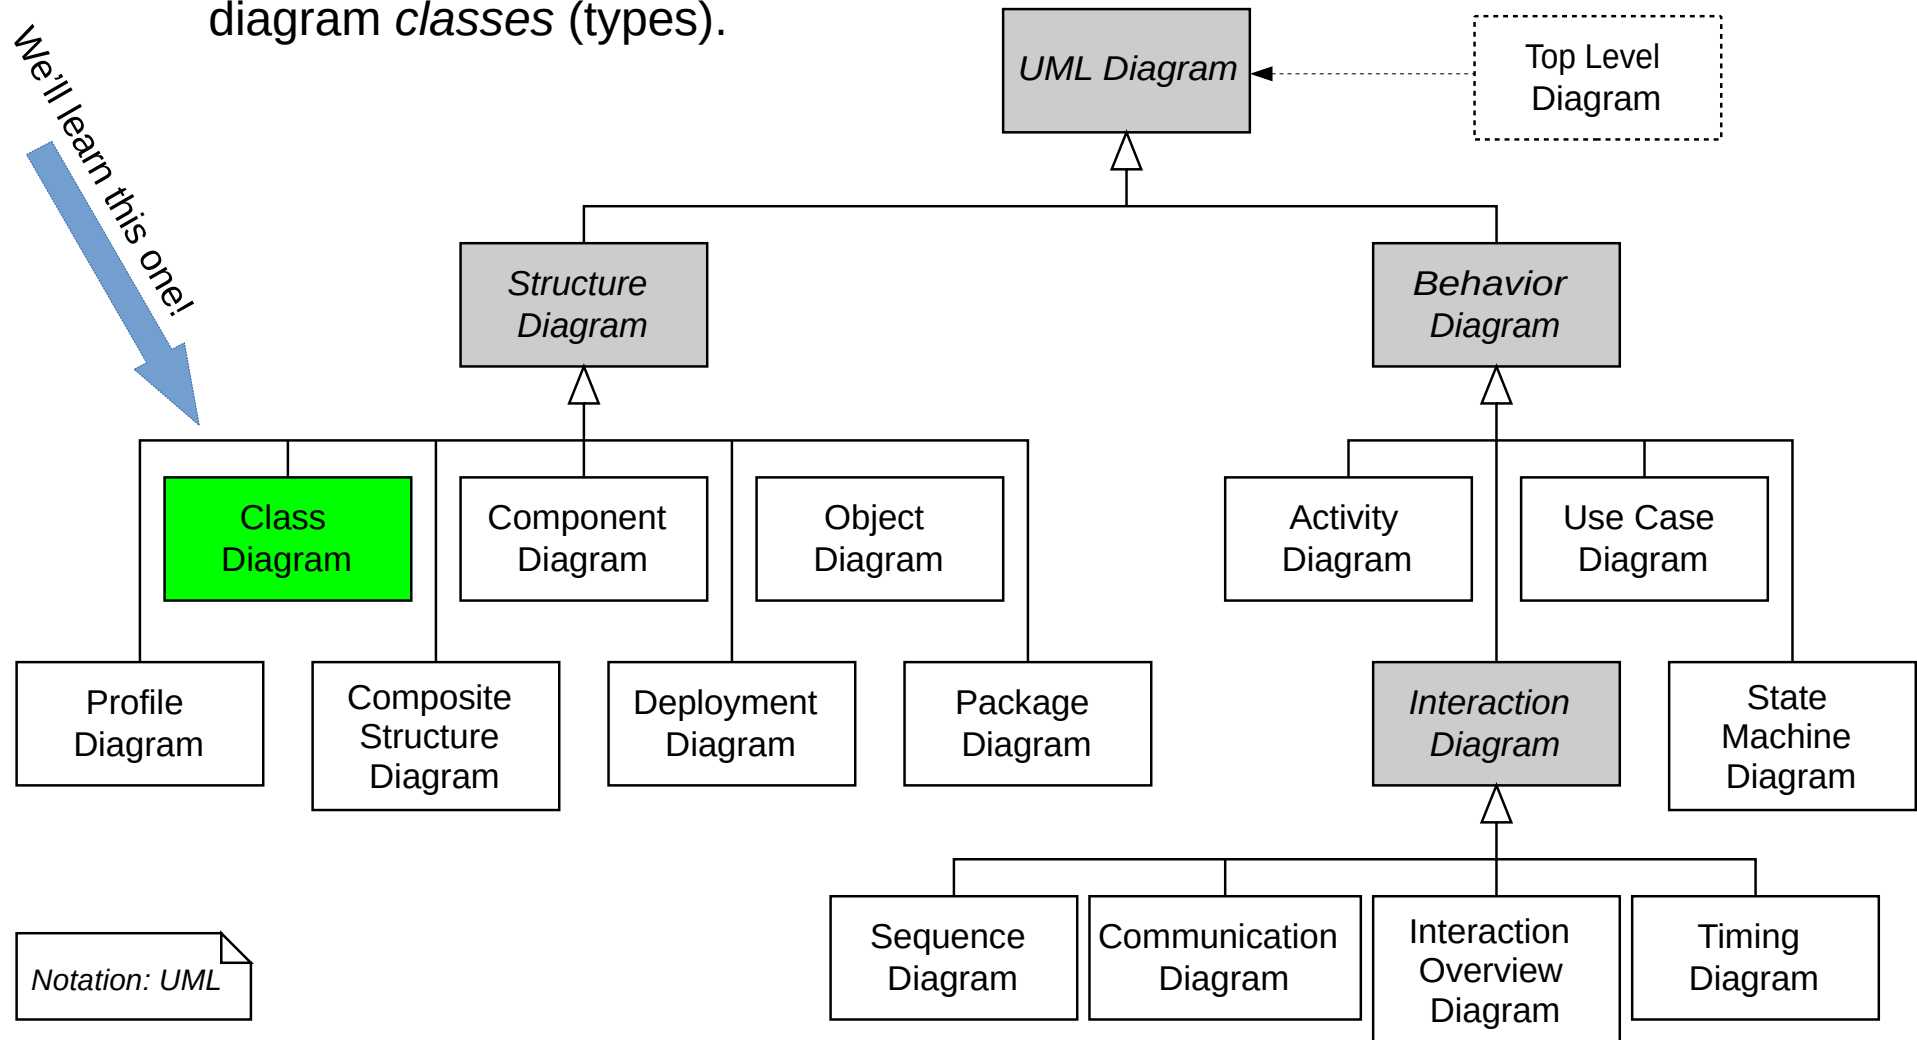 diagram classes (types).
We'll learn this one!
UML Diagram
Top Level
Diagram
Structure
Diagram
Behavior
Diagram
Class
Diagram
Component
Diagram
Object
Diagram
Activity
Diagram
Use Case
Diagram
Profile
Diagram
Composite
Structure
Diagram
Deployment
Diagram
Package
Diagram
Interaction
Diagram
State
Machine
Diagram
Sequence
Diagram
Communication
Diagram
Interaction
Overview
Diagram
Timing
Diagram
Notation: UML